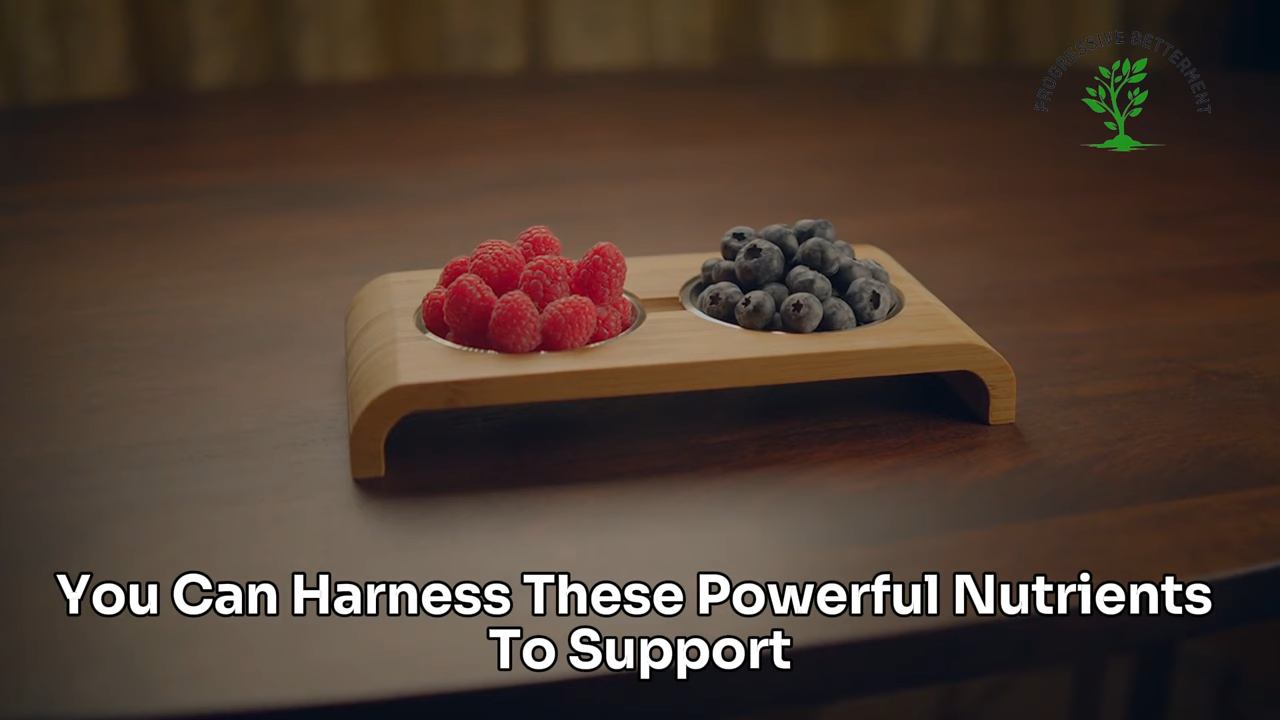 PROGRESSIVE BETTERMENT
You Can Harness These Powerful Nutrients
To Support